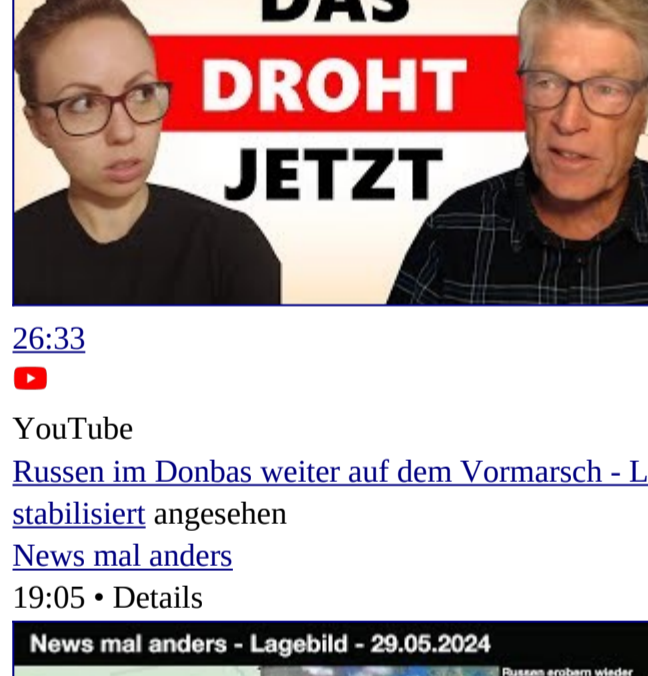 DAS
DROHT
JETZT
26:33
YouTube
Russen im Donbas weiter auf dem Vormarsch - L
stabilisiert angesehen
News mal anders
19:05 • Details
News mal anders - Lagebild - 29.05.2024
Russen erobern wieder